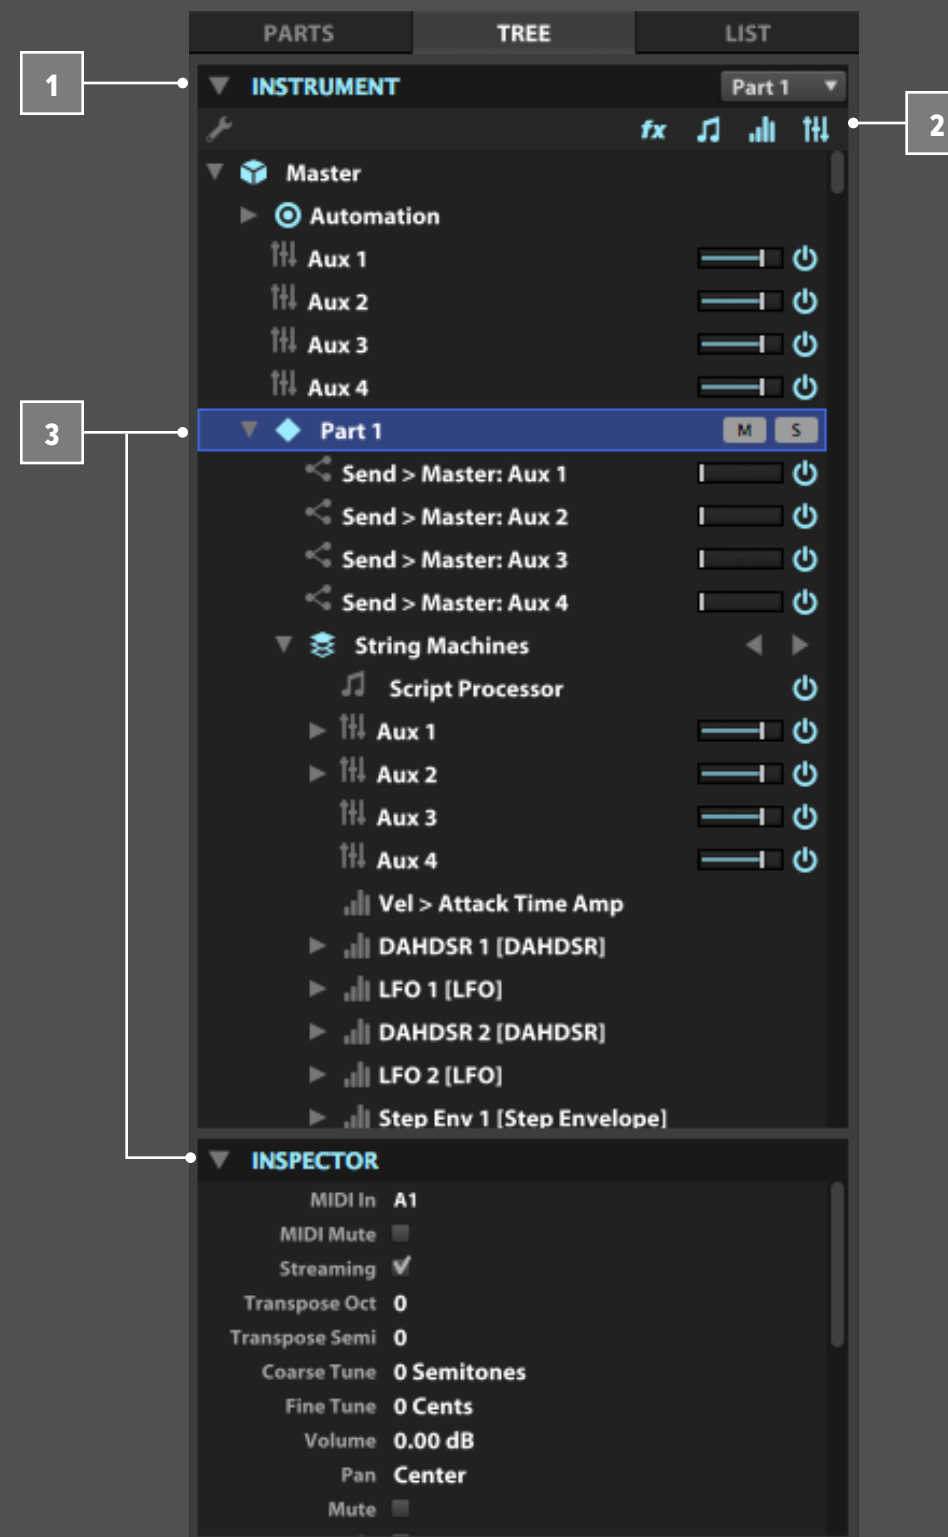 PARTS TREE LIST
1 INSTRUMENT Part 1
fx 2
Master
Automation
Aux 1
Aux 2
Aux 3
Aux 4
3 Part 1 M S
Send > Master: Aux 1
Send > Master: Aux 2
Send > Master: Aux 3
Send > Master: Aux 4
String Machines
Script Processor
Aux 1
Aux 2
Aux 3
Aux 4
Vel > Attack Time Amp
DAHDSR 1 [DAHDSR]
LFO 1 [LFO]
DAHDSR 2 [DAHDSR]
LFO 2 [LFO]
Step Env 1 [Step Envelope]
INSPECTOR
MIDI In A1
MIDI Mute
Streaming
Transpose Oct 0
Transpose Semi 0
Coarse Tune 0 Semitones
Fine Tune 0 Cents
Volume 0.00 dB
Pan Center
Mute